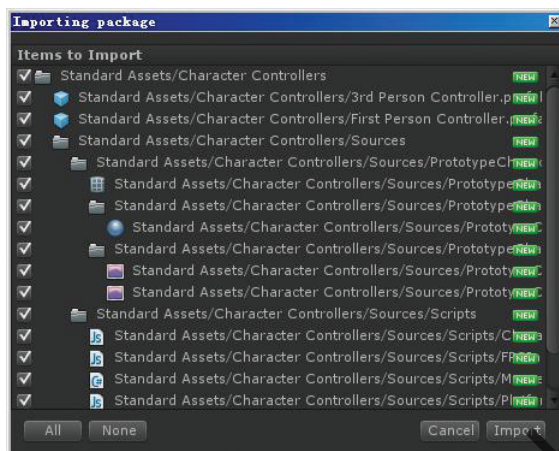 Importing package
Items to Import
Standard Assets/Character Controllers NEW
Standard Assets/Character Controllers/3rd Person Controller.p NEW
Standard Assets/Character Controllers/First Person Controller. NEW
Standard Assets/Character Controllers/Sources NEW
Standard Assets/Character Controllers/Sources/PrototypeCha NEW
Standard Assets/Character Controllers/Sources/Prototype NEW
Standard Assets/Character Controllers/Sources/Prototype NEW
Standard Assets/Character Controllers/Sources/Prototy NEW
Standard Assets/Character Controllers/Sources/Prototype NEW
Standard Assets/Character Controllers/Sources/Prototy NEW
Standard Assets/Character Controllers/Sources/Prototy NEW
Standard Assets/Character Controllers/Sources/Scripts NEW
Standard Assets/Character Controllers/Sources/Scripts/Ch NEW
Standard Assets/Character Controllers/Sources/Scripts/FP NEW
Standard Assets/Character Controllers/Sources/Scripts/M NEW
Standard Assets/Character Controllers/Sources/Scripts/Pl NEW
All None Cancel Import